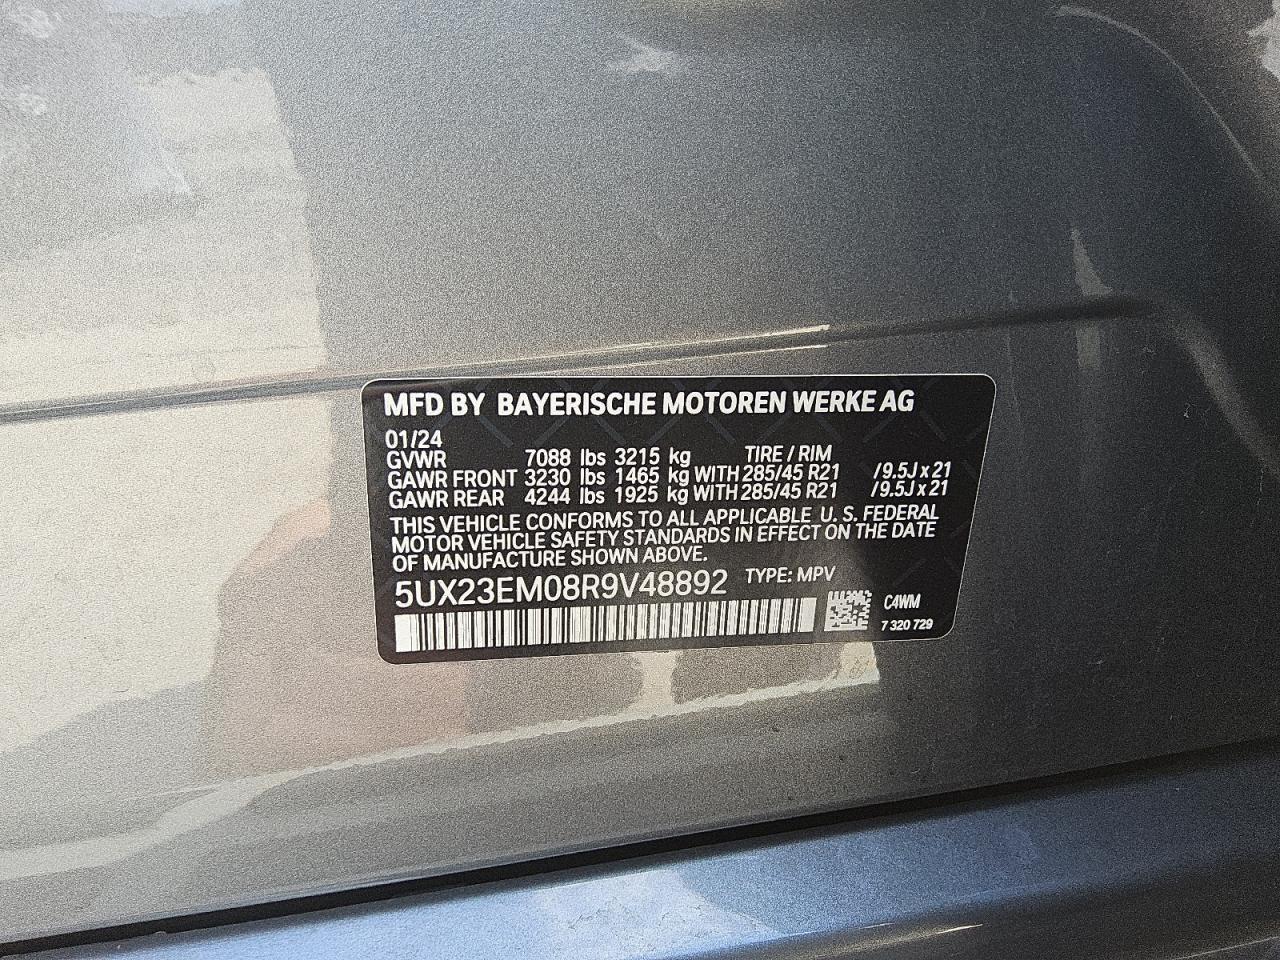 MFD BY BAYERISCHE MOTOREN WERKE AG
01/24
GVWR 7088 lbs 3215 kg TIRE / RIM
GAWR FRONT 3230 lbs 1465 kg WITH 285/45 R21 /9.5J x 21
GAWR REAR 4244 lbs 1925 kg WITH 285/45 R21 /9.5J x 21
THIS VEHICLE CONFORMS TO ALL APPLICABLE U. S. FEDERAL
MOTOR VEHICLE SAFETY STANDARDS IN EFFECT ON THE DATE
OF MANUFACTURE SHOWN ABOVE.
5UX23EM08R9V48892 TYPE: MPV
C4WM
7 320 729